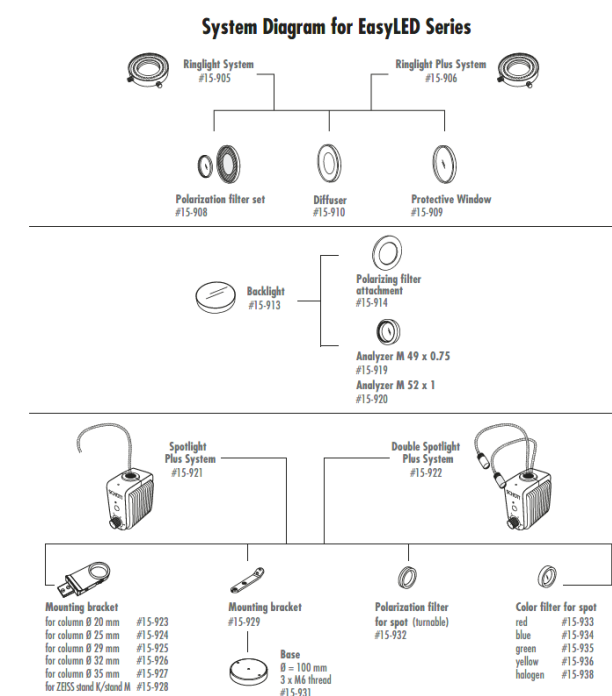 System Diagram for EasyLED Series
Ringlight System
#15-905
Ringlight Plus System
#15-906
Polarization filter set
#15-908
Diffuser
#15-910
Protective Window
#15-909
Backlight
#15-913
Polarizing filter
attachment
#15-914
Analyzer M 49 x 0.75
#15-919
Analyzer M 52 x 1
#15-920
Spotlight
Plus System
#15-921
Double Spotlight
Plus System
#15-922
SCHOTT
SCHOTT
Mounting bracket
for column Ø 20 mm #15-923
for column Ø 25 mm #15-924
for column Ø 29 mm #15-925
for column Ø 32 mm #15-926
for column Ø 35 mm #15-927
for ZEISS stand K/stand M #15-928
Mounting bracket
#15-929
Base
Ø = 100 mm
3 x M6 thread
#15-931
Polarization filter
for spot (turnable)
#15-932
Color filter for spot
red #15-933
blue #15-934
green #15-935
yellow #15-936
halogen #15-938